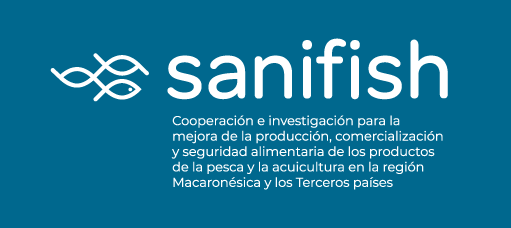 sanifish
Cooperación e investigación para la
mejora de la producción, comercialización
y seguridad alimentaria de los productos
de la pesca y la acuicultura en la región
Macaronésica y los Terceros países